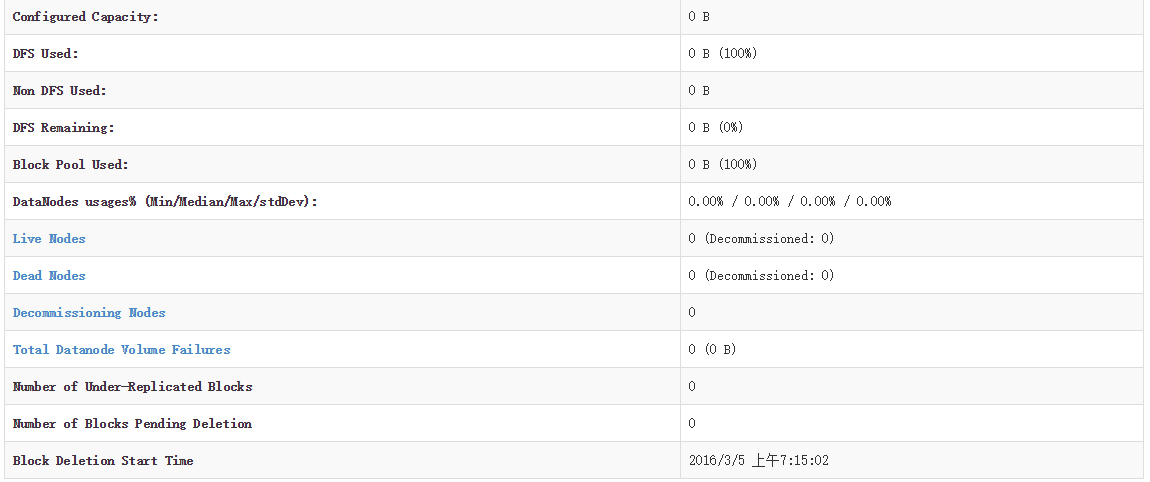 Configured Capacity: 0 B
DFS Used: 0 B (100%)
Non DFS Used: 0 B
DFS Remaining: 0 B (0%)
Block Pool Used: 0 B (100%)
DataNodes usages% (Min/Median/Max/stdDev): 0.00% / 0.00% / 0.00% / 0.00%
Live Nodes 0 (Decommissioned: 0)
Dead Nodes 0 (Decommissioned: 0)
Decommissioning Nodes 0
Total Datanode Volume Failures 0 (0 B)
Number of Under-Replicated Blocks 0
Number of Blocks Pending Deletion 0
Block Deletion Start Time 2016/3/5 上午7:15:02